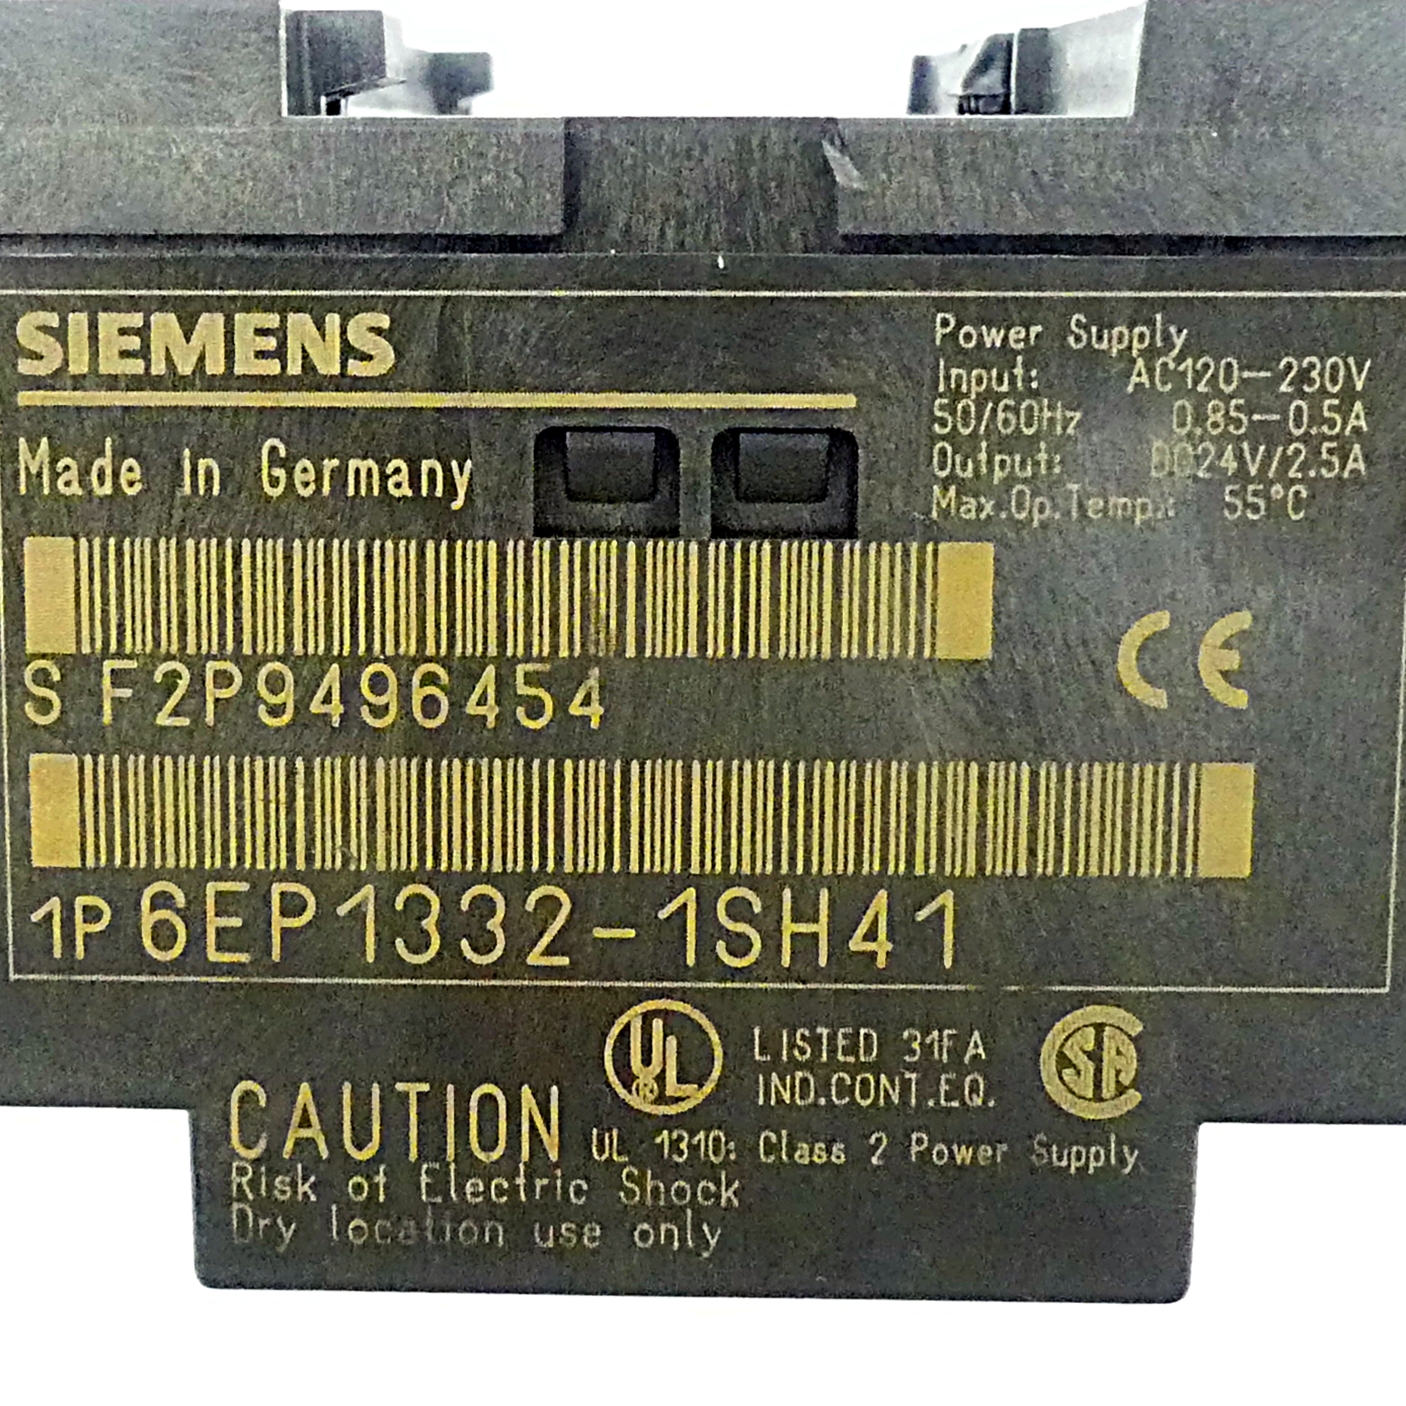 SIEMENS
Made in Germany
Power Supply
Input: AC120-230V
50/60Hz 0.85-0.5A
Output: DC24V/2.5A
Max.Op.Temp.: 55°C
S F2P9496454
CE
1P 6EP1332-1SH41
UL LISTED 31FA
IND.CONT.EQ.
SA
CAUTION UL 1310: Class 2 Power Supply
Risk of Electric Shock
Dry location use only